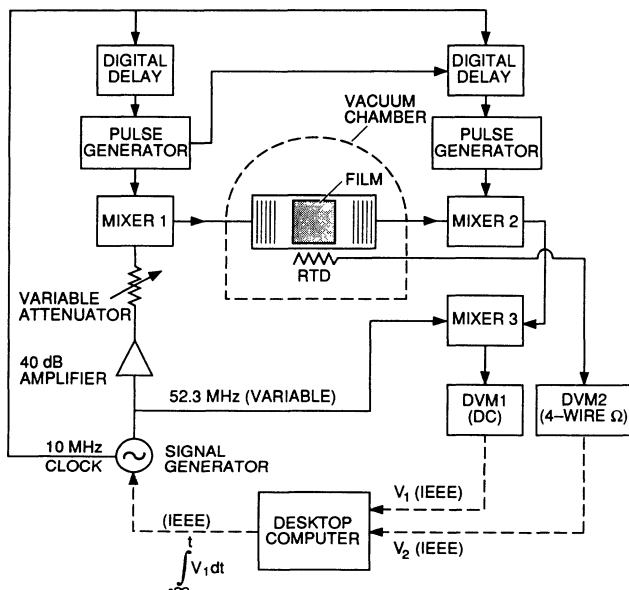 DIGITAL
DELAY
DIGITAL
DELAY
VACUUM
CHAMBER
PULSE
GENERATOR
PULSE
GENERATOR
FILM
MIXER 1
MIXER 2
RTD
VARIABLE
ATTENUATOR
MIXER 3
40 dB
AMPLIFIER
52.3 MHz (VARIABLE)
DVM1
(DC)
DVM2
(4–WIRE Ω)
10 MHz
CLOCK
SIGNAL
GENERATOR
V1 (IEEE)
(IEEE)
DESKTOP
COMPUTER
V2 (IEEE)
t
∫V1dt